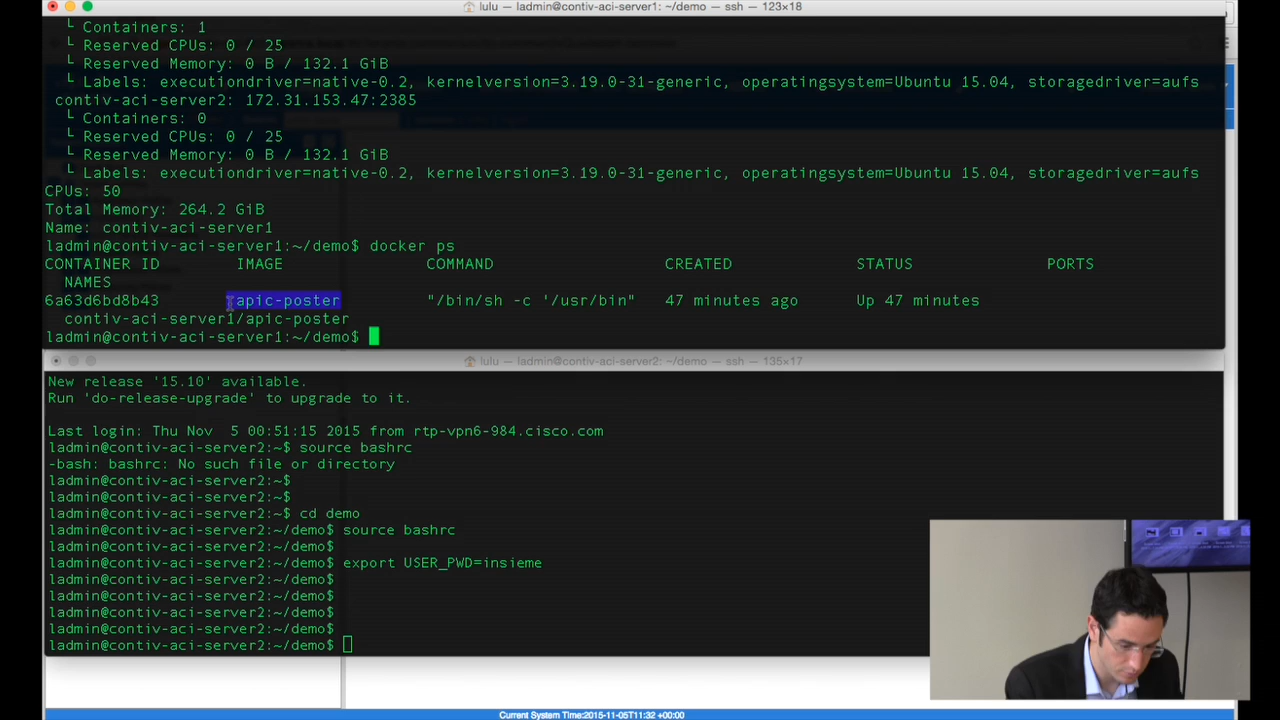 lulu — ladmin@contiv-aci-server1: ~/demo — ssh — 123×18
└ Containers: 1
└ Reserved CPUs: 0 / 25
└ Reserved Memory: 0 B / 132.1 GiB
└ Labels: executiondriver=native-0.2, kernelversion=3.19.0-31-generic, operatingsystem=Ubuntu 15.04, storagedriver=aufs
contiv-aci-server2: 172.31.153.47:2385
└ Containers: 0
└ Reserved CPUs: 0 / 25
└ Reserved Memory: 0 B / 132.1 GiB
└ Labels: executiondriver=native-0.2, kernelversion=3.19.0-31-generic, operatingsystem=Ubuntu 15.04, storagedriver=aufs
CPUs: 50
Total Memory: 264.2 GiB
Name: contiv-aci-server1
ladmin@contiv-aci-server1:~/demo$ docker ps
CONTAINER ID IMAGE COMMAND CREATED STATUS PORTS
NAMES
6a63d6bd8b43 apic-poster "/bin/sh -c '/usr/bin" 47 minutes ago Up 47 minutes
contiv-aci-server1/apic-poster
ladmin@contiv-aci-server1:~/demo$
lulu — ladmin@contiv-aci-server2: ~/demo — ssh — 135×17
New release '15.10' available.
Run 'do-release-upgrade' to upgrade to it.
Last login: Thu Nov  5 00:51:15 2015 from rtp-vpn6-984.cisco.com
ladmin@contiv-aci-server2:~$ source bashrc
-bash: bashrc: No such file or directory
ladmin@contiv-aci-server2:~$
ladmin@contiv-aci-server2:~$
ladmin@contiv-aci-server2:~$ cd demo
ladmin@contiv-aci-server2:~/demo$ source bashrc
ladmin@contiv-aci-server2:~/demo$
ladmin@contiv-aci-server2:~/demo$ export USER_PWD=insieme
ladmin@contiv-aci-server2:~/demo$
ladmin@contiv-aci-server2:~/demo$
ladmin@contiv-aci-server2:~/demo$
ladmin@contiv-aci-server2:~/demo$
ladmin@contiv-aci-server2:~/demo$
Current System Time:2015-11-05T11:32 +00:00